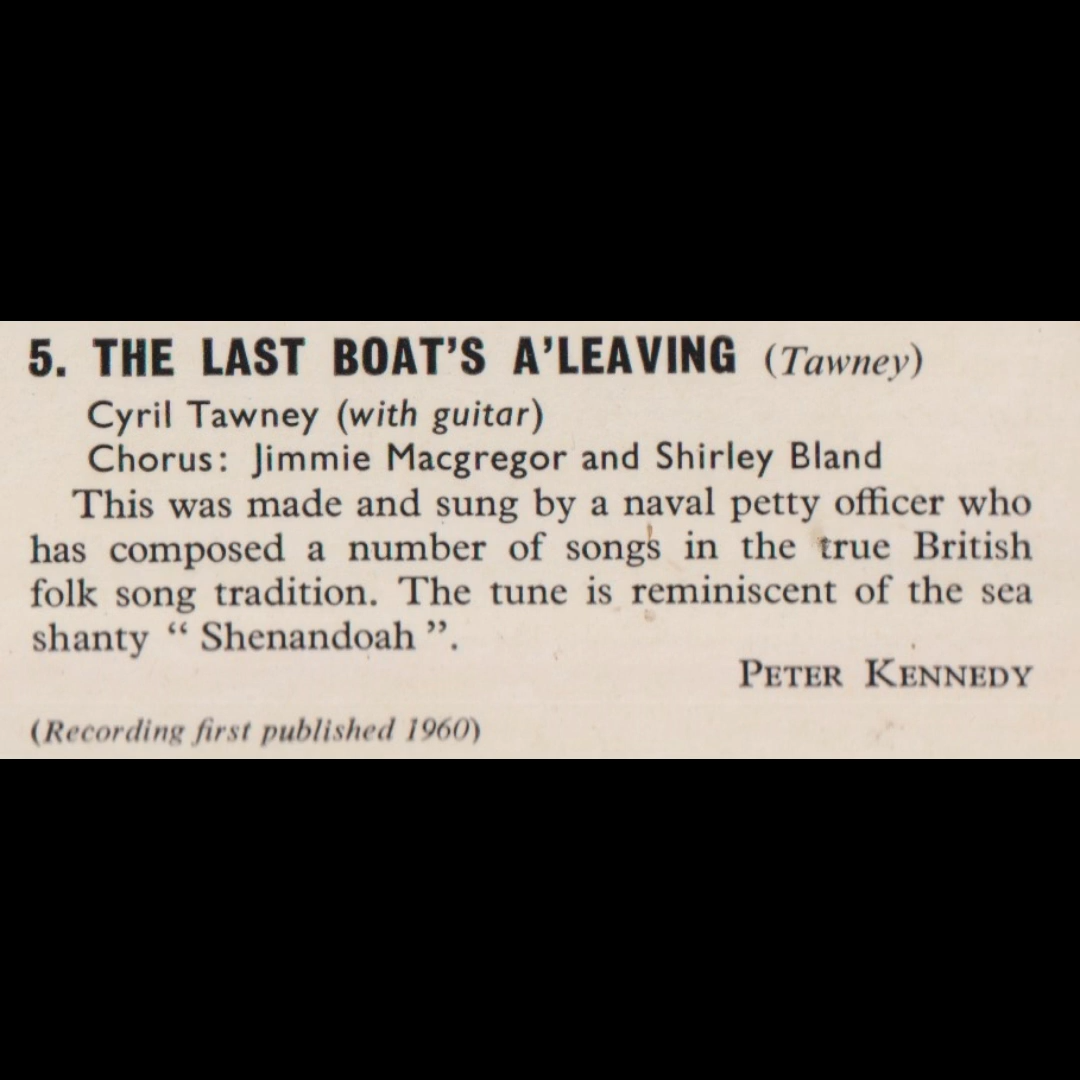 5. THE LAST BOAT'S A'LEAVING (Tawney)
Cyril Tawney (with guitar)
Chorus: Jimmie Macgregor and Shirley Bland
This was made and sung by a naval petty officer who
has composed a number of songs in the true British
folk song tradition. The tune is reminiscent of the sea
shanty “ Shenandoah ”.
PETER KENNEDY
(Recording first published 1960)